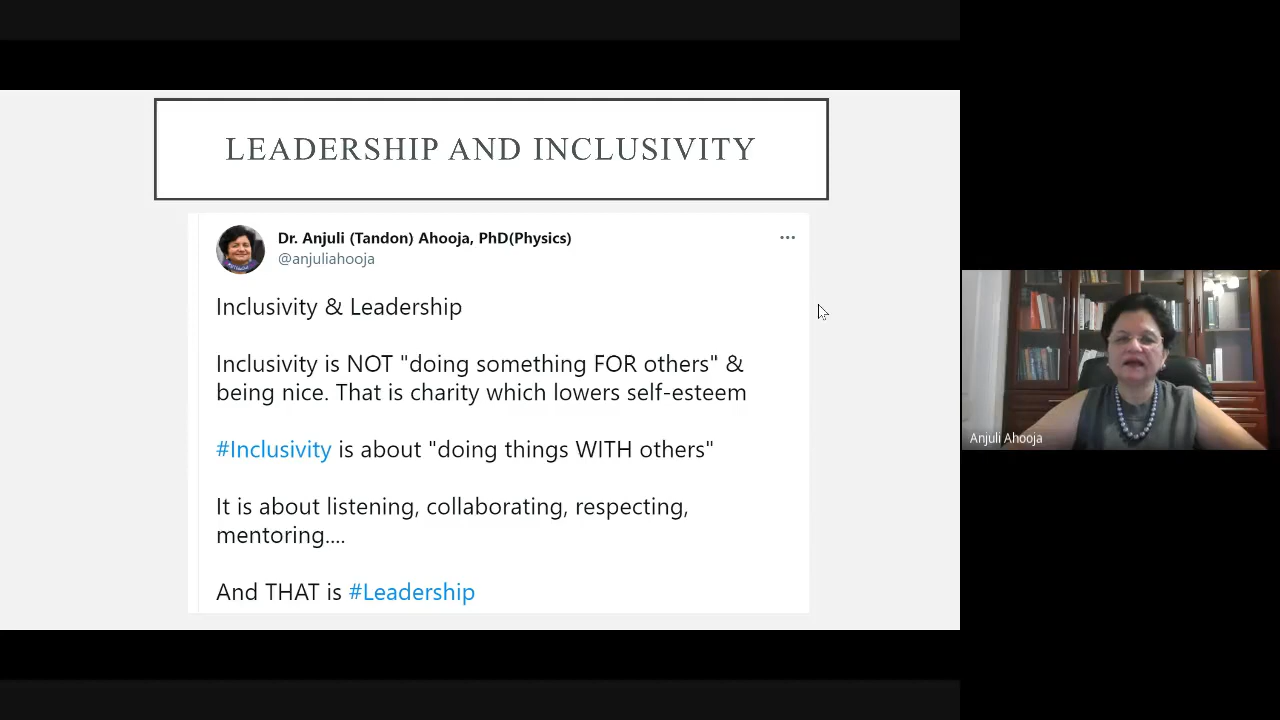 LEADERSHIP AND INCLUSIVITY
Dr. Anjuli (Tandon) Ahooja, PhD(Physics)
@anjuliahooja
Inclusivity & Leadership
Inclusivity is NOT "doing something FOR others" &
being nice. That is charity which lowers self-esteem
#Inclusivity is about "doing things WITH others"
It is about listening, collaborating, respecting,
mentoring....
And THAT is #Leadership
Anjuli Ahooja